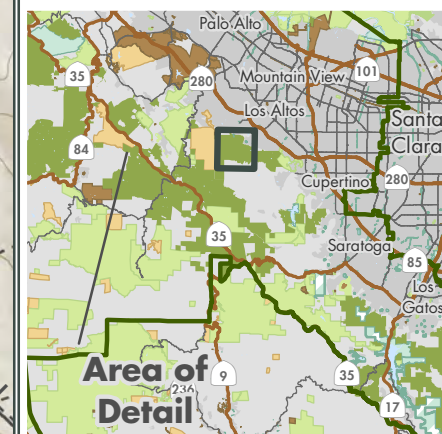 Palo Alto
35
280
Mountain View
101
Los Altos
Santa
Clara
84
Cupertino
280
35
Saratoga
85
Los
Gatos
Area of
Detail
236
9
35
17